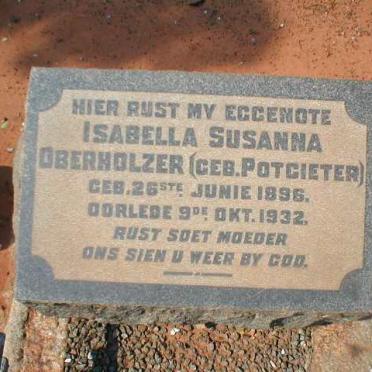 HIER RUST MY EGGENOTE
ISABELLA SUSANNA
OBERHOLZER (GEB. POTGIETER)
GEB. 26STE. JUNIE 1896.
OORLEDE 9DE. OKT. 1932.
RUST SOET MOEDER
ONS SIEN U WEER BY GOD.